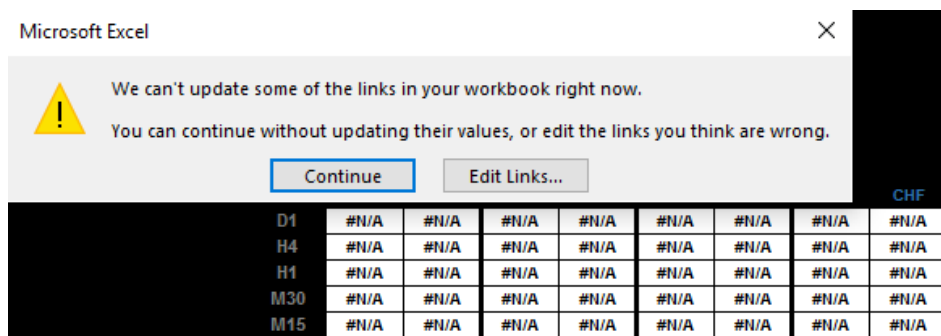 Microsoft Excel
We can't update some of the links in your workbook right now.
You can continue without updating their values, or edit the links you think are wrong.
Continue Edit Links...
CHF
D1 #N/A #N/A #N/A #N/A #N/A #N/A #N/A #N/A
H4 #N/A #N/A #N/A #N/A #N/A #N/A #N/A #N/A
H1 #N/A #N/A #N/A #N/A #N/A #N/A #N/A #N/A
M30 #N/A #N/A #N/A #N/A #N/A #N/A #N/A #N/A
M15 #N/A #N/A #N/A #N/A #N/A #N/A #N/A #N/A